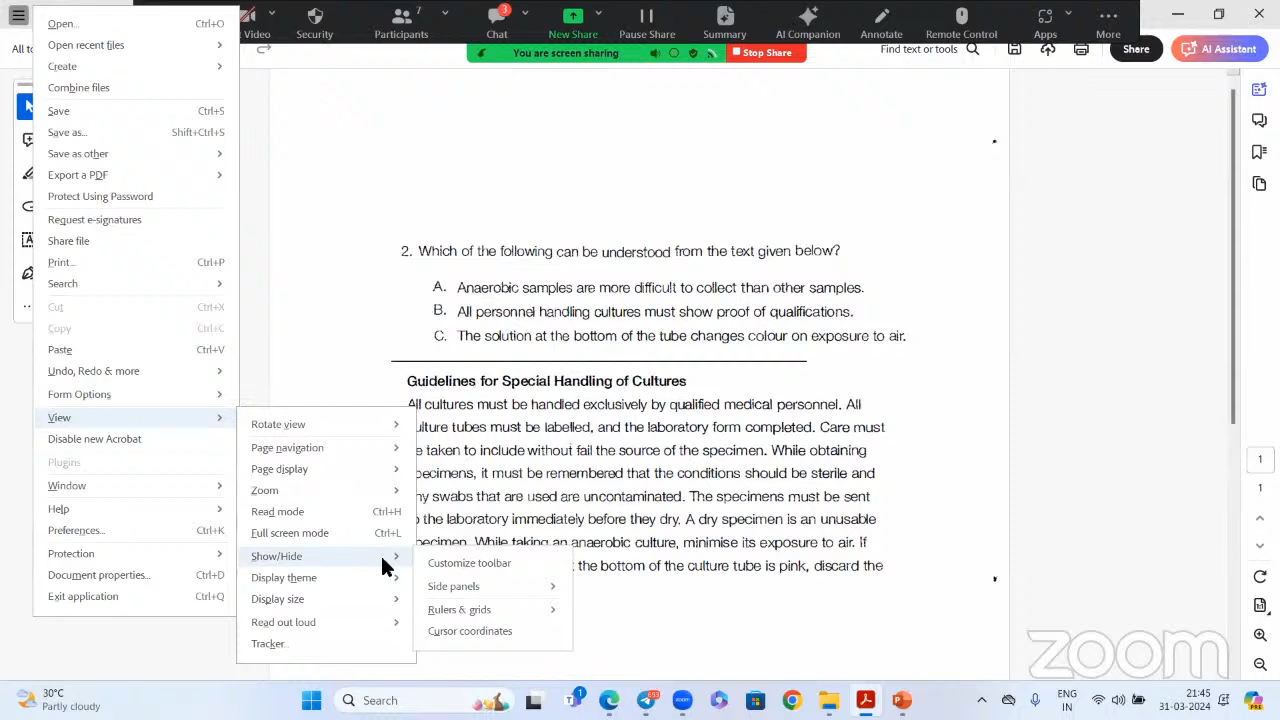 Video
Security
Participants
7
Chat
3
New Share
Pause Share
Summary
AI Companion
Annotate
Remote Control
Apps
More
You are screen sharing
Stop Share
All to
Find text or tools
Share
AI Assistant
Open... Ctrl+O
Open recent files
Create
Combine files
Save Ctrl+S
Save as... Shift+Ctrl+S
Save as other
Export a PDF
Protect Using Password
Request e-signatures
Share file
Print... Ctrl+P
Search
Cut Ctrl+X
Copy Ctrl+C
Paste Ctrl+V
Undo, Redo & more
Form Options
View
Disable new Acrobat
Plugins
Window
Help
Preferences... Ctrl+K
Protection
Document properties... Ctrl+D
Exit application Ctrl+Q
Rotate view
Page navigation
Page display
Zoom
Read mode Ctrl+H
Full screen mode Ctrl+L
Show/Hide
Display theme
Display size
Read out loud
Tracker...
Customize toolbar
Side panels
Rulers & grids
Cursor coordinates
2. Which of the following can be understood from the text given below?
A. Anaerobic samples are more difficult to collect than other samples.
B. All personnel handling cultures must show proof of qualifications.
C. The solution at the bottom of the tube changes colour on exposure to air.
Guidelines for Special Handling of Cultures
All cultures must be handled exclusively by qualified medical personnel. All
ulture tubes must be labelled, and the laboratory form completed. Care must
e taken to include without fail the source of the specimen. While obtaining
pecimens, it must be remembered that the conditions should be sterile and
ny swabs that are used are uncontaminated. The specimens must be sent
the laboratory immediately before they dry. A dry specimen is an unusable
pecimen. While taking an anaerobic culture, minimise its exposure to air. If
the bottom of the culture tube is pink, discard the
1
1
zoom
30°C
Partly cloudy
Search
1
ENG
IN
21:45
31-03-2024